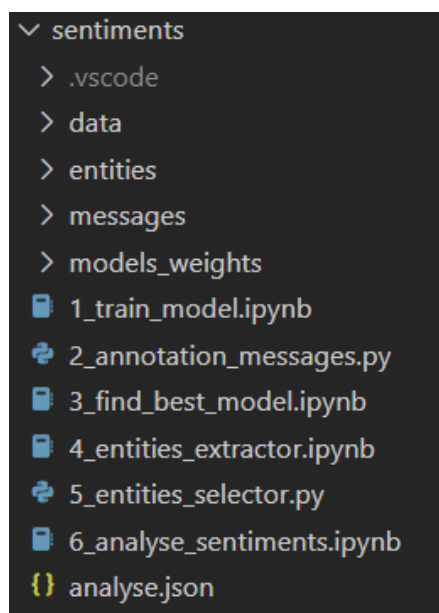 sentiments
.vscode
data
entities
messages
models_weights
1_train_model.ipynb
2_annotation_messages.py
3_find_best_model.ipynb
4_entities_extractor.ipynb
5_entities_selector.py
6_analyse_sentiments.ipynb
{} analyse.json